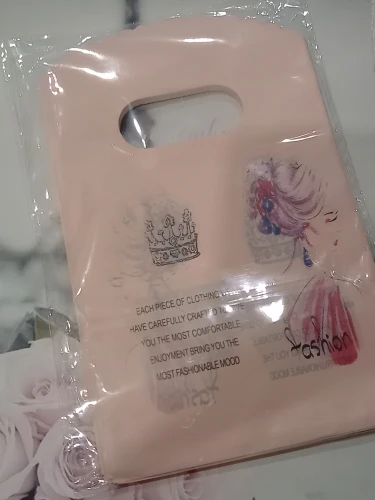 EACH PIECE OF CLOTHING
HAVE CAREFULLY CRAFTED
YOU THE MOST COMFORTABLE
ENJOYMENT BRING YOU THE
MOST FASHIONABLE MOOD
Fashion